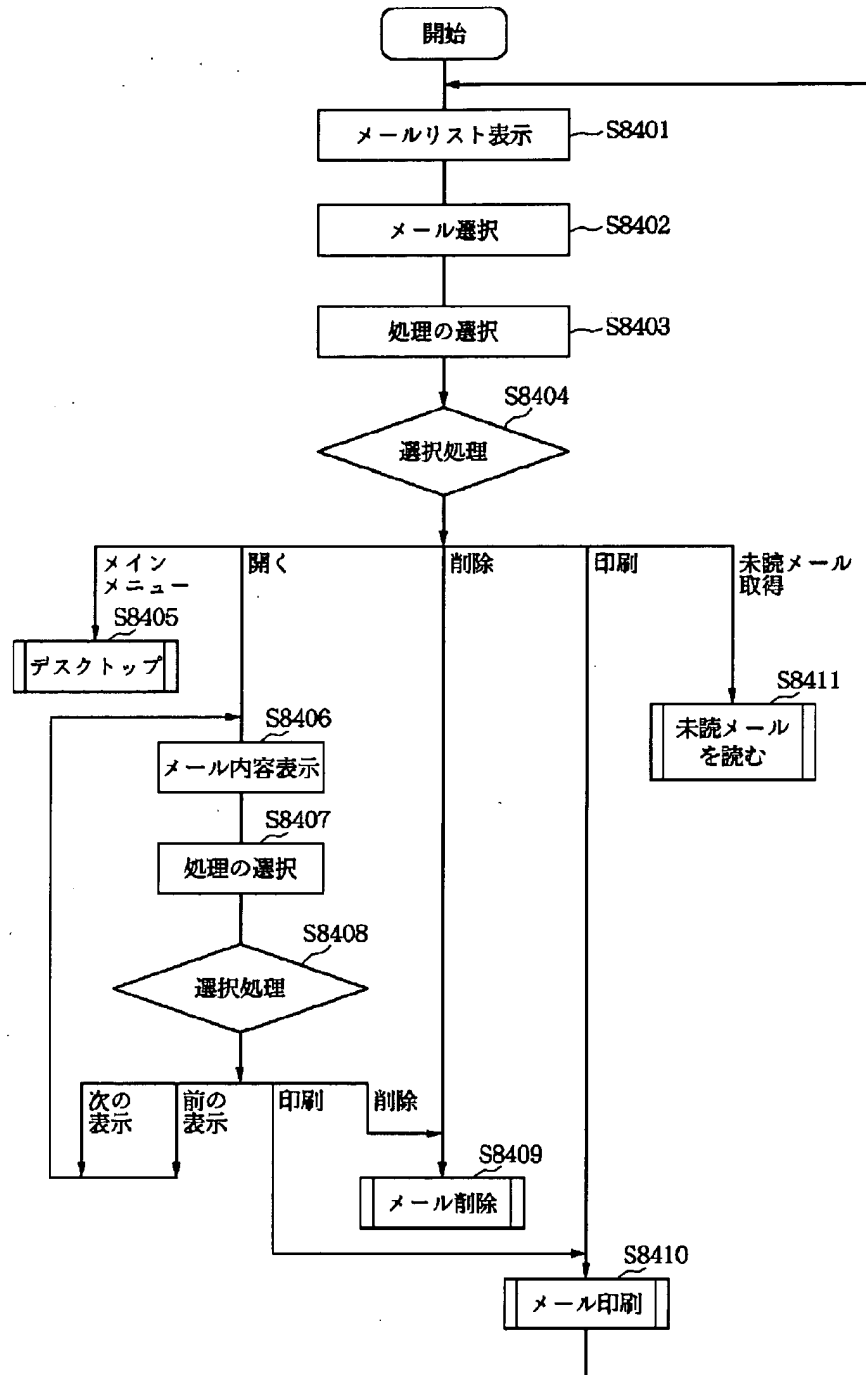 開始
メールリスト表示
S8401
メール選択
S8402
処理の選択
S8403
S8404
選択処理
メイン
メニュー
開く
削除
印刷
未読メール
取得
S8405
デスクトップ
S8411
未読メール
を読む
S8406
メール内容表示
S8407
処理の選択
S8408
選択処理
次の
表示
前の
表示
印刷
削除
S8409
メール削除
S8410
メール印刷